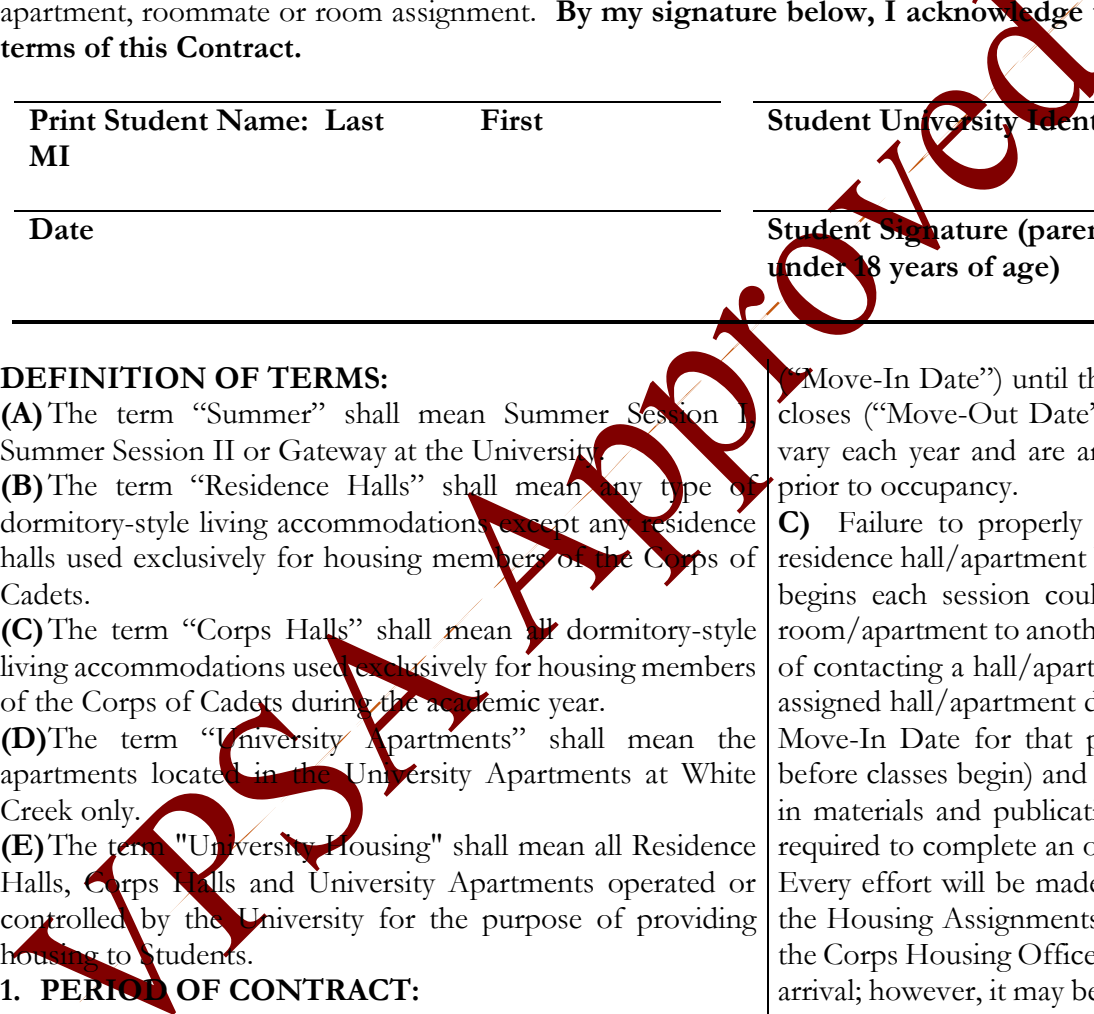 apartment, roommate or room assignment. By my signature below, I acknowledge
terms of this Contract.
Print Student Name: Last First
MI
Student University
Date
Student Signature
under 18 years of age)
DEFINITION OF TERMS:
(A) The term “Summer” shall mean Summer Session I,
Summer Session II or Gateway at the University.
(B) The term “Residence Halls” shall mean any type of
dormitory-style living accommodations except any residence
halls used exclusively for housing members of the Corps of
Cadets.
(C) The term “Corps Halls” shall mean all dormitory-style
living accommodations used exclusively for housing members
of the Corps of Cadets during the academic year.
(D)The term “University Apartments” shall mean the
apartments located in the University Apartments at White
Creek only.
(E) The term "University Housing" shall mean all Residence
Halls, Corps Halls and University Apartments operated or
controlled by the University for the purpose of providing
housing to Students.
1. PERIOD OF CONTRACT:
(“Move-In Date”) until
closes (“Move-Out Date”
vary each year and are
prior to occupancy.
C) Failure to properly
residence hall/apartment
begins each session
room/apartment to
of contacting a
assigned hall/apartment
Move-In Date for that
before classes begin) and
in materials and
required to complete an
Every effort will be made
the Housing Assignments
the Corps Housing Office
arrival; however, it may
VPSA Approved